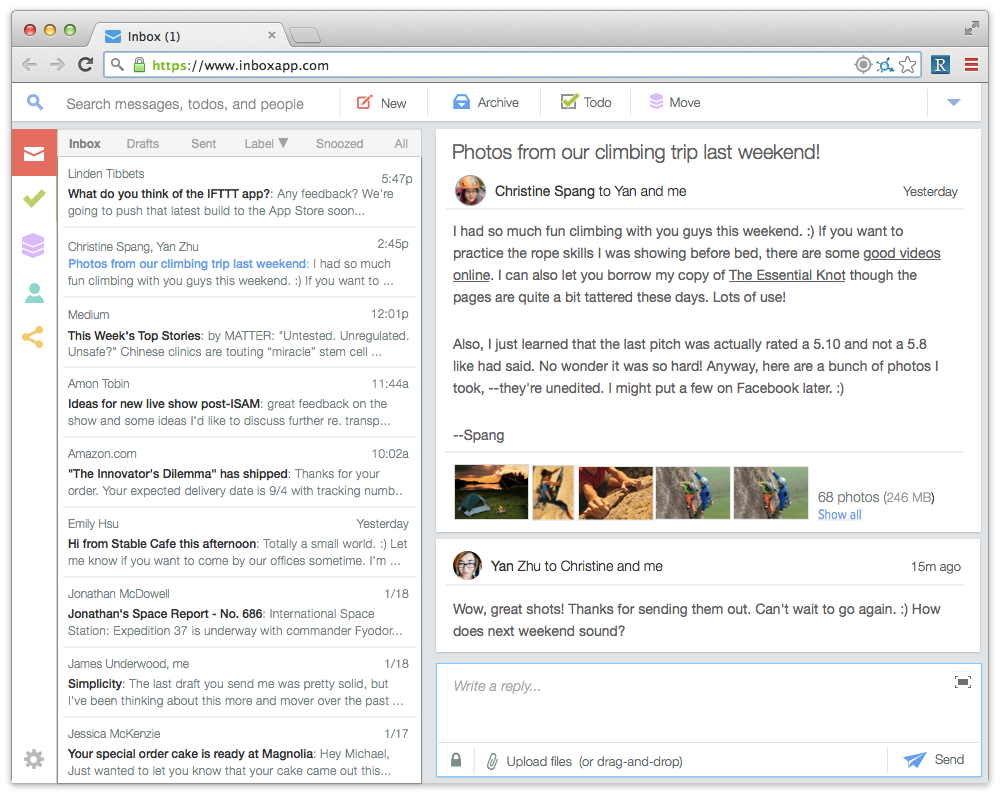 Inbox (1)
https://www.inboxapp.com
R
Search messages, todos, and people
New
Archive
Todo
Move
Inbox Drafts Sent Label ▼ Snoozed All
Linden Tibbets 5:47p
What do you think of the IFTTT app?: Any feedback? We're
going to push that latest build to the App Store soon...
Christine Spang, Yan Zhu 2:45p
Photos from our climbing trip last weekend: I had so much
fun climbing with you guys this weekend. :) If you want to ...
Medium 12:01p
This Week's Top Stories: by MATTER: "Untested. Unregulated.
Unsafe?" Chinese clinics are touting “miracle” stem cell ...
Amon Tobin 11:44a
Ideas for new live show post-ISAM: great feedback on the
show and some ideas I'd like to discuss further re. transp...
Amazon.com 10:02a
"The Innovator's Dilemma" has shipped: Thanks for your
order. Your expected delivery date is 9/4 with tracking numb..
Emily Hsu Yesterday
Hi from Stable Cafe this afternoon: Totally a small world. :) Let
me know if you want to come by our offices sometime. I'm ...
Jonathan McDowell 1/18
Jonathan's Space Report - No. 686: International Space
Station: Expedition 37 is underway with commander Fyodor...
James Underwood, me 1/18
Simplicity: The last draft you send me was pretty solid, but
I've been thinking about this more and mover over the past ...
Jessica McKenzie 1/17
Your special order cake is ready at Magnolia: Hey Michael,
Just wanted to let you know that your cake came out this...
Photos from our climbing trip last weekend!
Christine Spang to Yan and me Yesterday
I had so much fun climbing with you guys this weekend. :) If you want to
practice the rope skills I was showing before bed, there are some good videos
online. I can also let you borrow my copy of The Essential Knot though the
pages are quite a bit tattered these days. Lots of use!
Also, I just learned that the last pitch was actually rated a 5.10 and not a 5.8
like had said. No wonder it was so hard! Anyway, here are a bunch of photos I
took, --they're unedited. I might put a few on Facebook later. :)
--Spang
68 photos (246 MB)
Show all
Yan Zhu to Christine and me 15m ago
Wow, great shots! Thanks for sending them out. Can't wait to go again. :) How
does next weekend sound?
Write a reply...
Upload files (or drag-and-drop)
Send